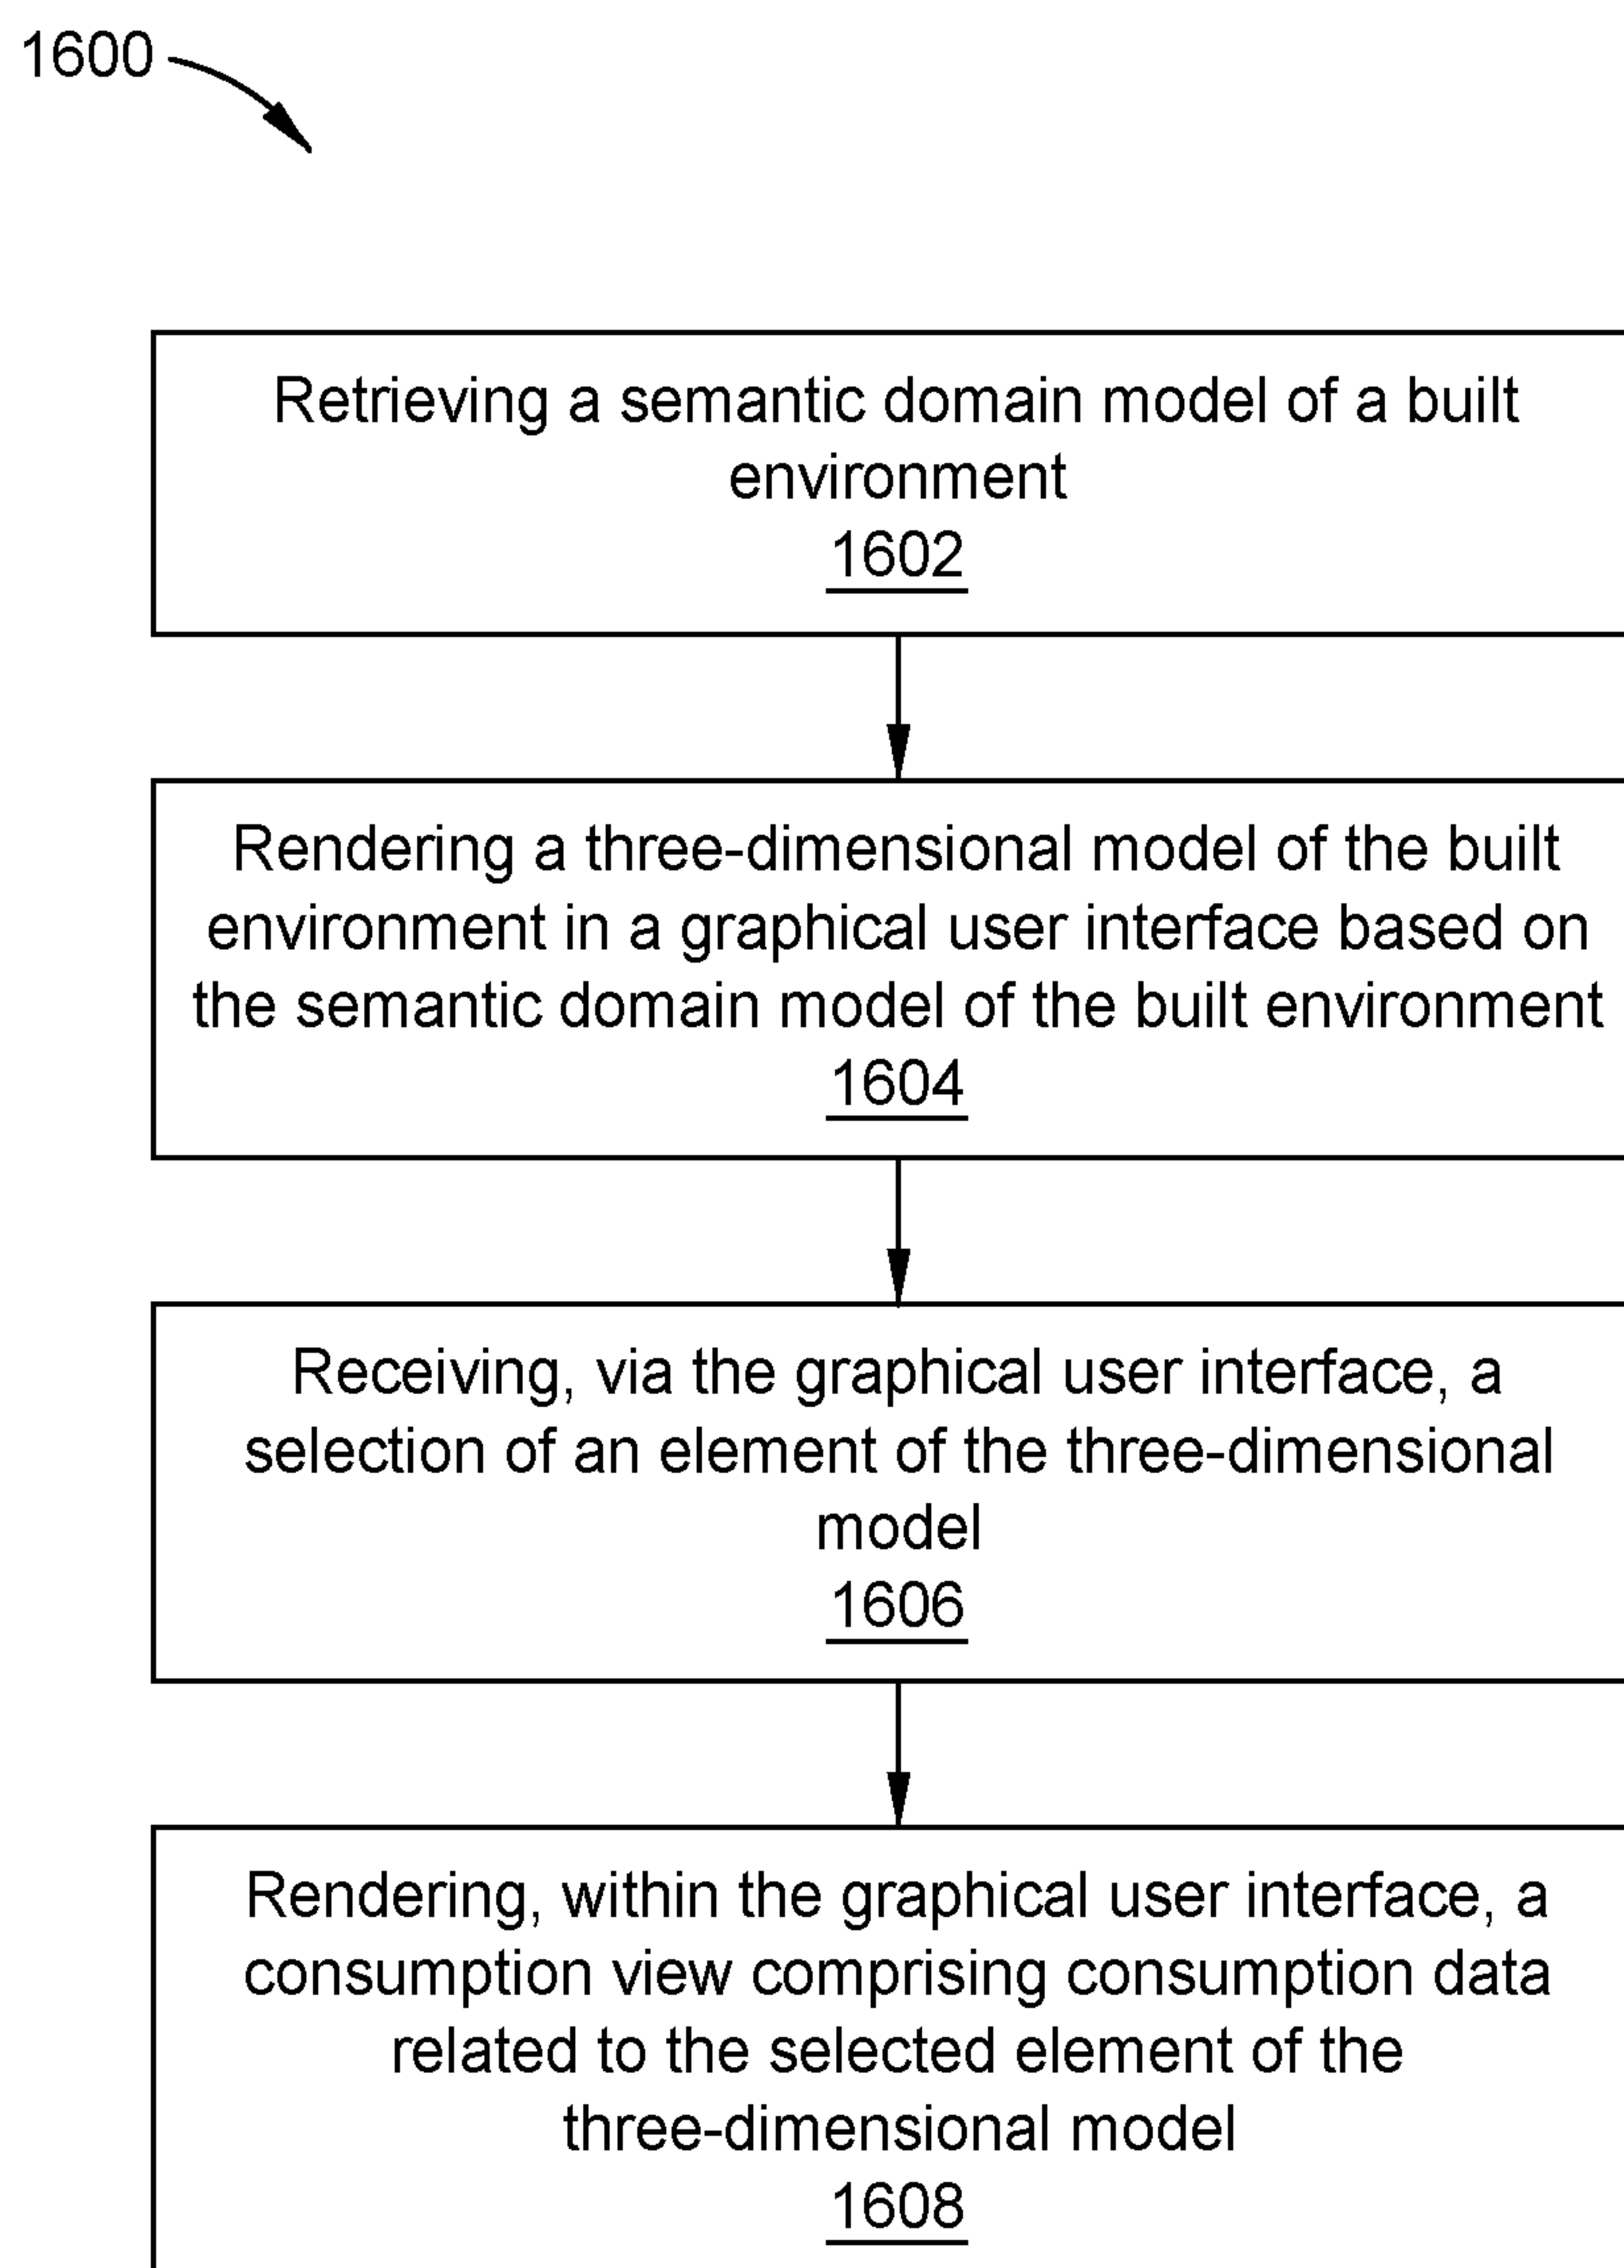 1600
Retrieving a semantic domain model of a built
environment
1602
Rendering a three-dimensional model of the built
environment in a graphical user interface based on
the semantic domain model of the built environment
1604
Receiving, via the graphical user interface, a
selection of an element of the three-dimensional
model
1606
Rendering, within the graphical user interface, a
consumption view comprising consumption data
related to the selected element of the
three-dimensional model
1608